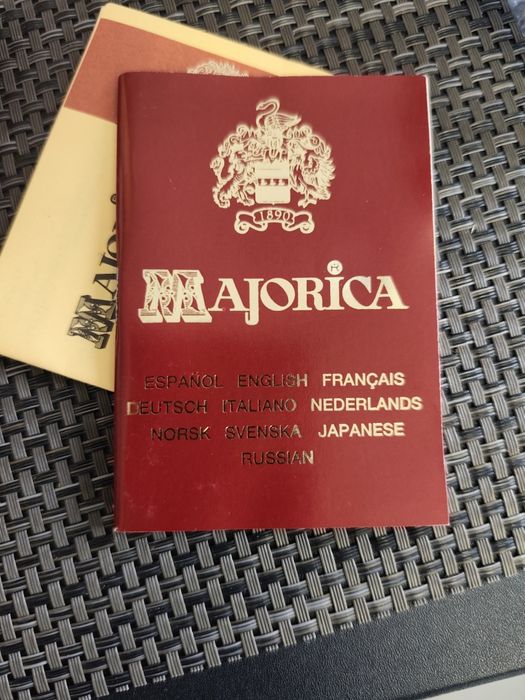 1890
MAJORICA
ESPAÑOL ENGLISH FRANÇAIS
DEUTSCH ITALIANO NEDERLANDS
NORSK SVENSKA JAPANESE
RUSSIAN